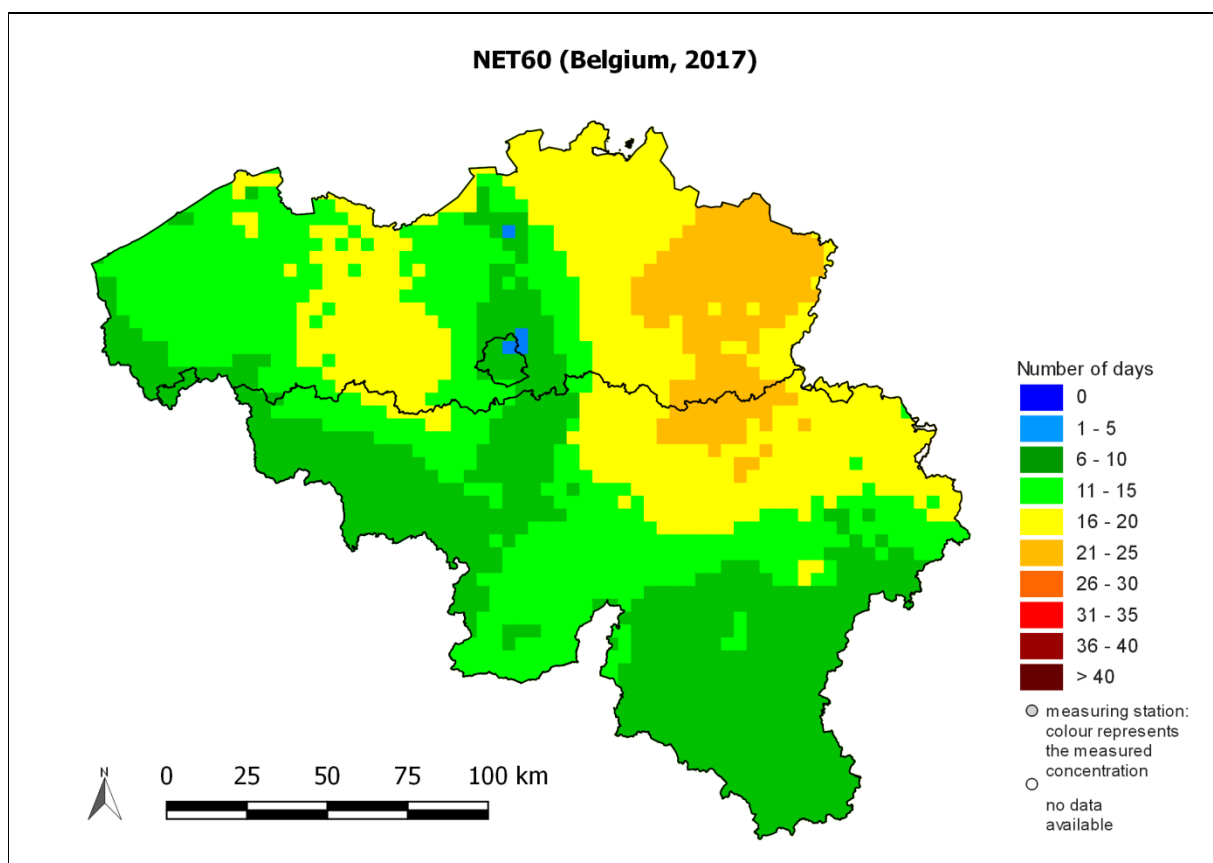 NET60 (Belgium, 2017)
Number of days
0
1 - 5
6 - 10
11 - 15
16 - 20
21 - 25
26 - 30
31 - 35
36 - 40
> 40
measuring station:
colour represents
the measured
concentration
no data
available
N
0 25 50 75 100 km